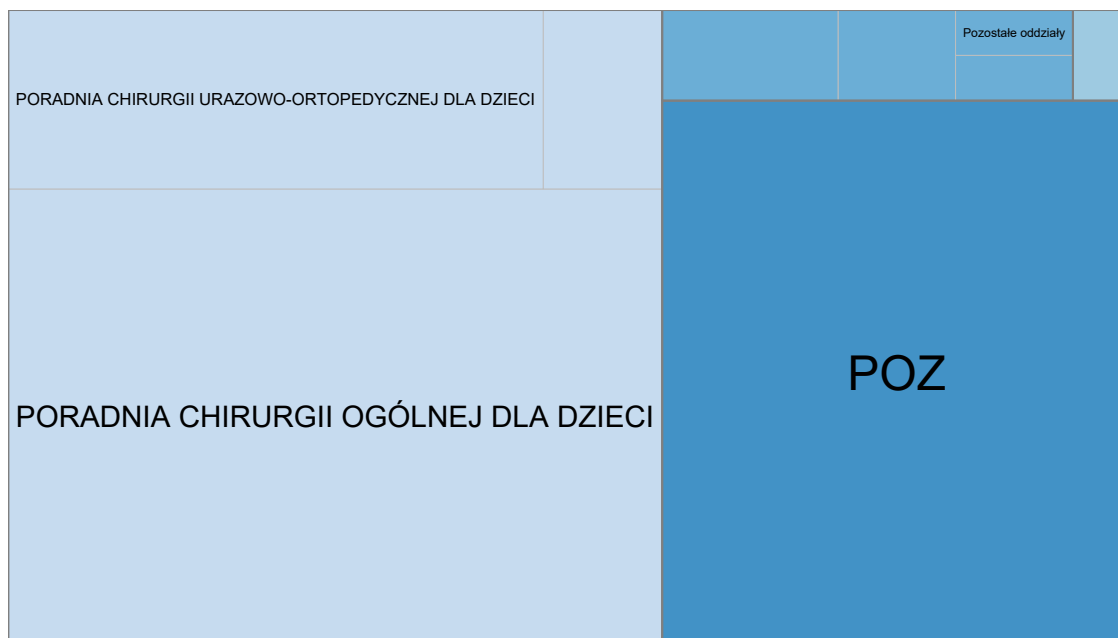 Pozostałe oddziały
PORADNIA CHIRURGII URAZOWO-ORTOPEDYCZNEJ DLA DZIECI
POZ
PORADNIA CHIRURGII OGÓLNEJ DLA DZIECI